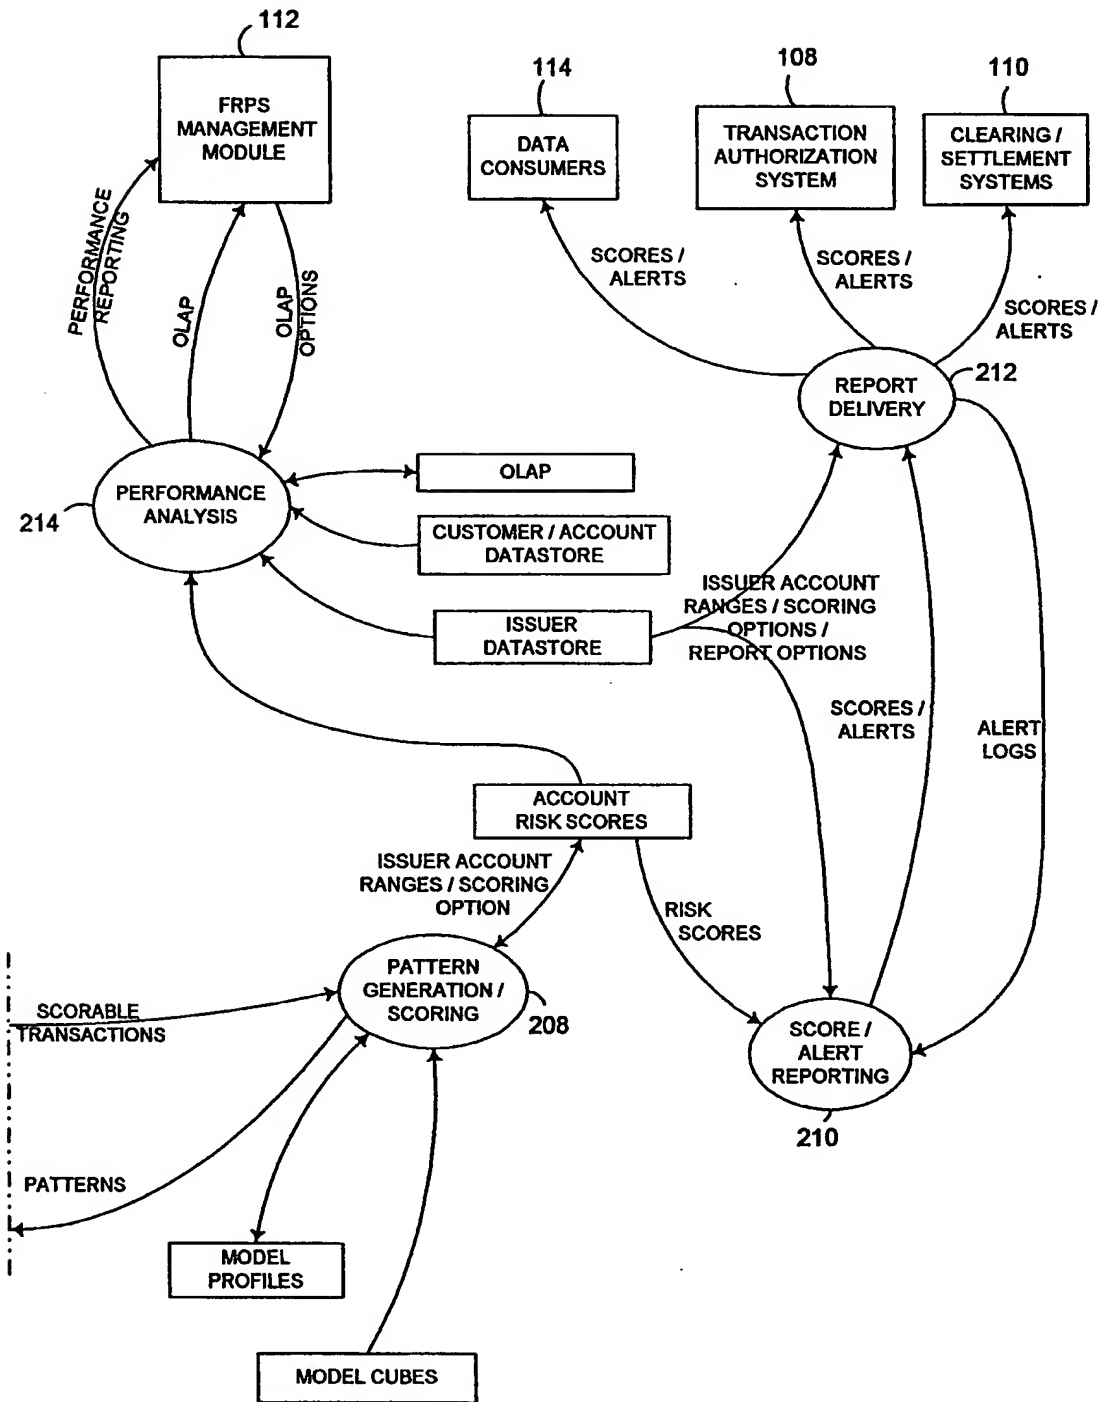 112
FRPS
MANAGEMENT
MODULE
114
DATA
CONSUMERS
108
TRANSACTION
AUTHORIZATION
SYSTEM
110
CLEARING /
SETTLEMENT
SYSTEMS
PERFORMANCE
REPORTING
OLAP
OLAP
OPTIONS
SCORES /
ALERTS
SCORES /
ALERTS
SCORES /
ALERTS
REPORT
DELIVERY
212
PERFORMANCE
ANALYSIS
214
OLAP
CUSTOMER / ACCOUNT
DATASTORE
ISSUER
DATASTORE
ISSUER ACCOUNT
RANGES / SCORING
OPTIONS /
REPORT OPTIONS
SCORES /
ALERTS
ALERT
LOGS
ACCOUNT
RISK SCORES
ISSUER ACCOUNT
RANGES / SCORING
OPTION
RISK
SCORES
PATTERN
GENERATION /
SCORING
208
SCORABLE
TRANSACTIONS
SCORE /
ALERT
REPORTING
210
PATTERNS
MODEL
PROFILES
MODEL CUBES